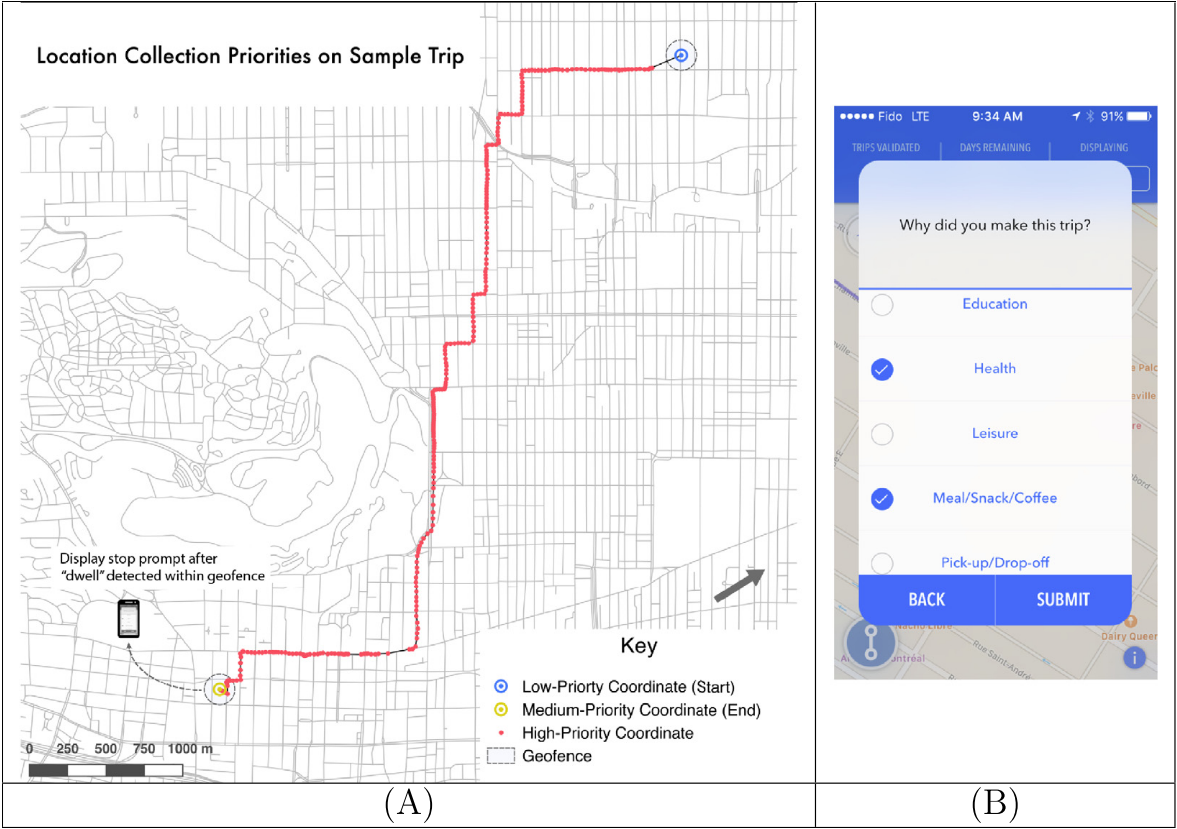 Location Collection Priorities on Sample Trip
Display stop prompt after
"dwell" detected within geofence
0 250 500 750 1000 m
Key
Low-Priorty Coordinate (Start)
Medium-Priority Coordinate (End)
High-Priority Coordinate
Geofence
(A)
Fido LTE 9:34 AM 91%
TRIPS VALIDATED DAYS REMAINING DISPLAYING
Why did you make this trip?
Education
Health
Leisure
Meal/Snack/Coffee
Pick-up/Drop-off
BACK SUBMIT
Dairy Queen
Rue Saint-André
(B)